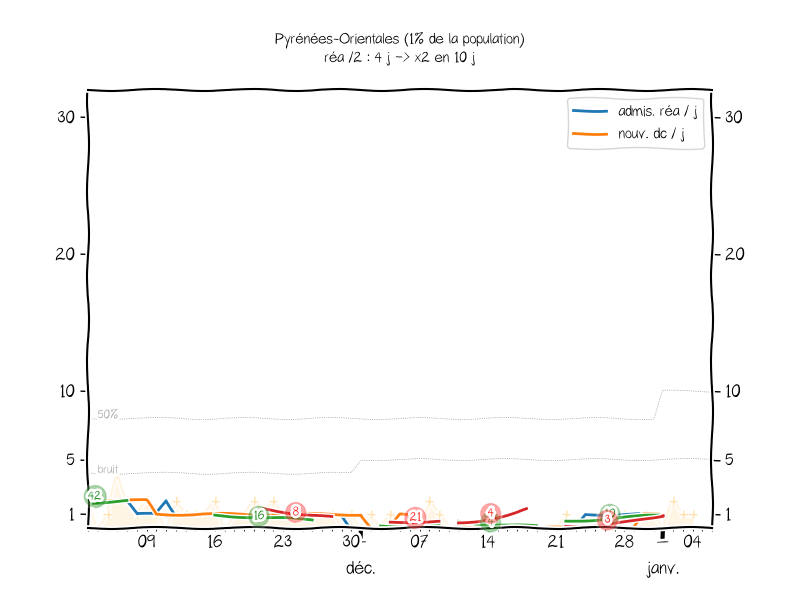 Pyrénées-Orientales (1% de la population)
réa /2 : 4 j -> x2 en 10 j
admis. réa / j
nouv. dc / j
30 30
20 20
10 10
50%
5 5
bruit
42
16 8 21 4 3
1 1
09 16 23 30 07 14 21 28 04
déc. janv.